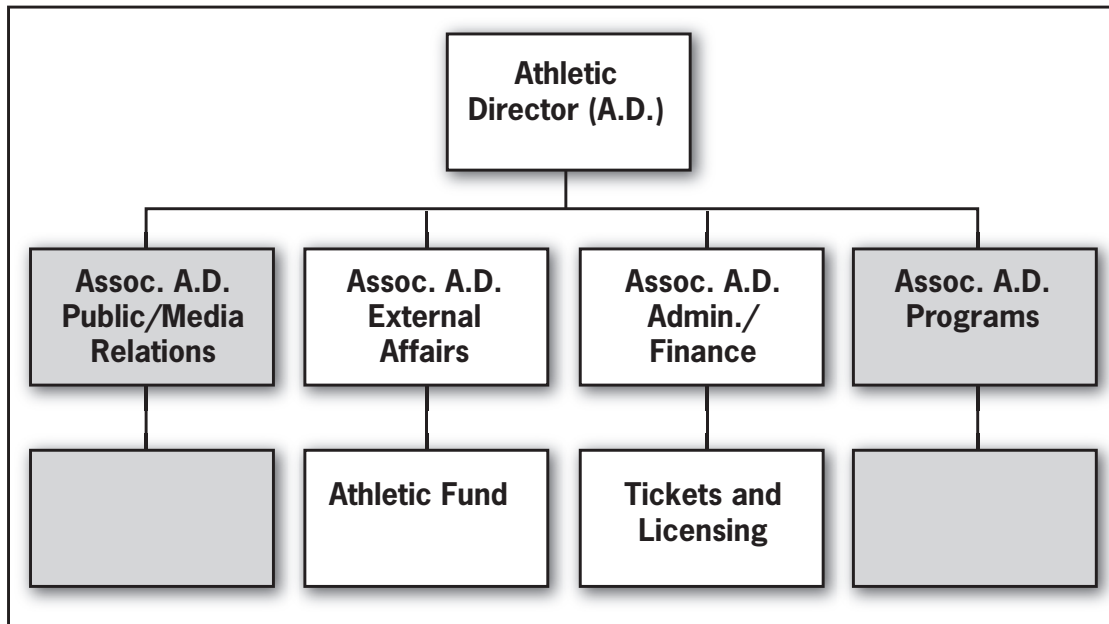 Athletic
Director (A.D.)
Assoc. A.D.
Public/Media
Relations
Assoc. A.D.
External
Affairs
Assoc. A.D.
Admin./
Finance
Assoc. A.D.
Programs
Athletic Fund
Tickets and
Licensing